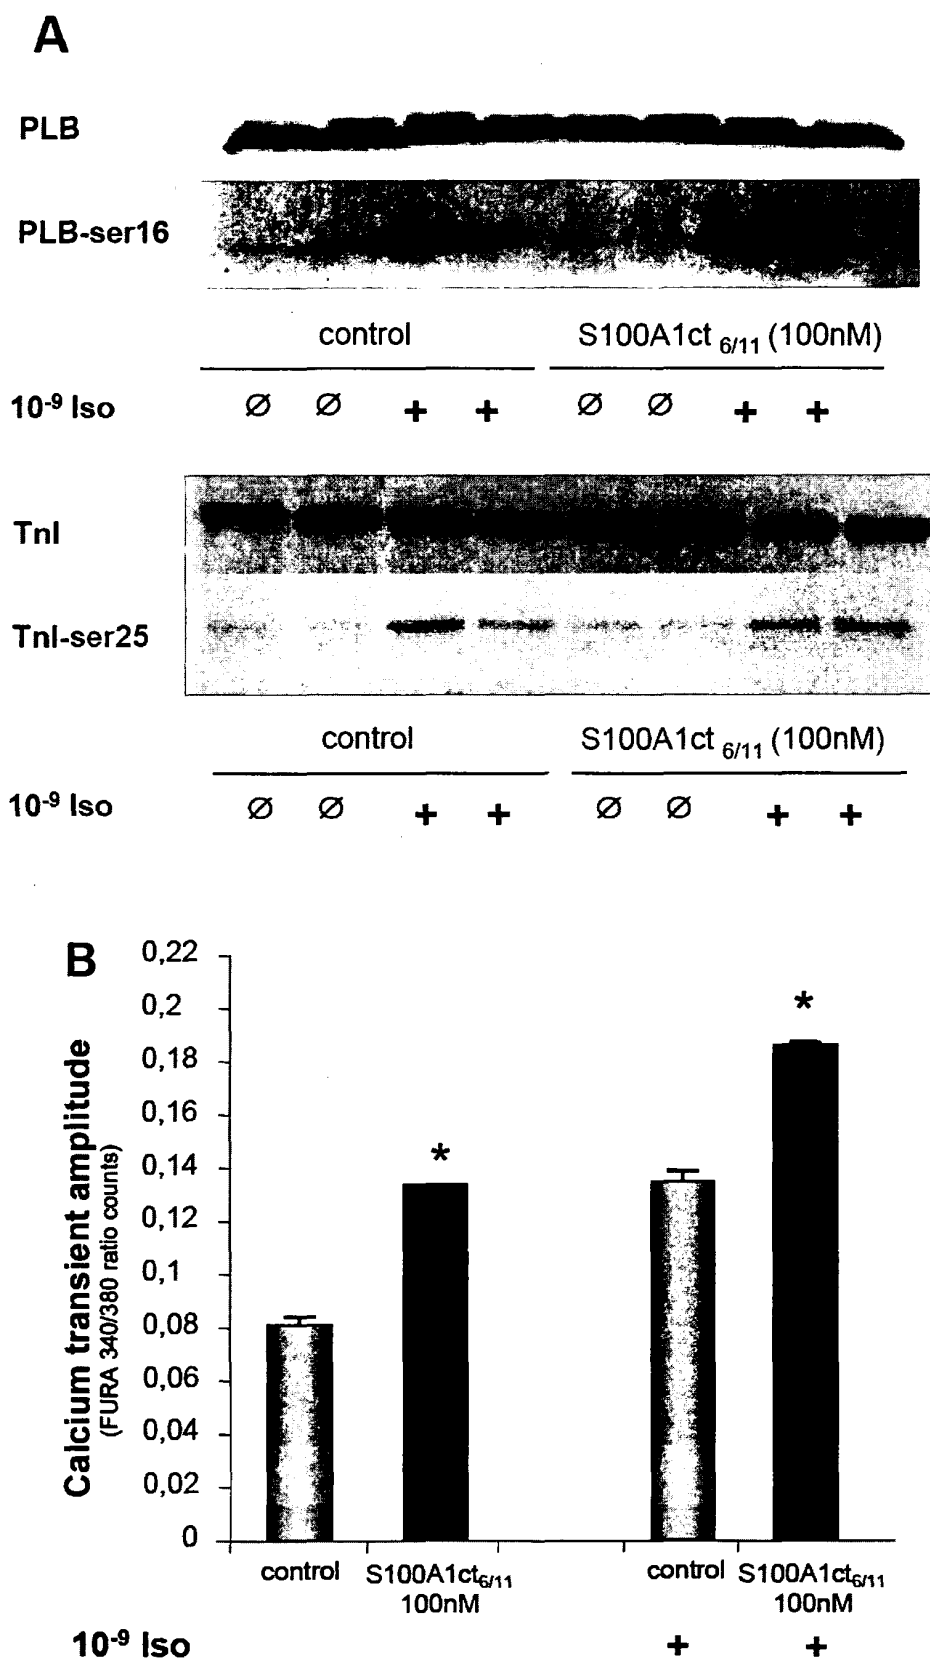 A
PLB
PLB-ser16
control S100A1ct 6/11 (100nM)
10-9 Iso Ø Ø + + Ø Ø + +
TnI
TnI-ser25
control S100A1ct 6/11 (100nM)
10-9 Iso Ø Ø + + Ø Ø + +
B
Calcium transient amplitude
(FURA 340/380 ratio counts)
0,22
0,2
0,18
0,16
0,14
0,12
0,1
0,08
0,06
0,04
0,02
0
*
*
control S100A1ct6/11 control S100A1ct6/11
100nM 100nM
10-9 Iso + +